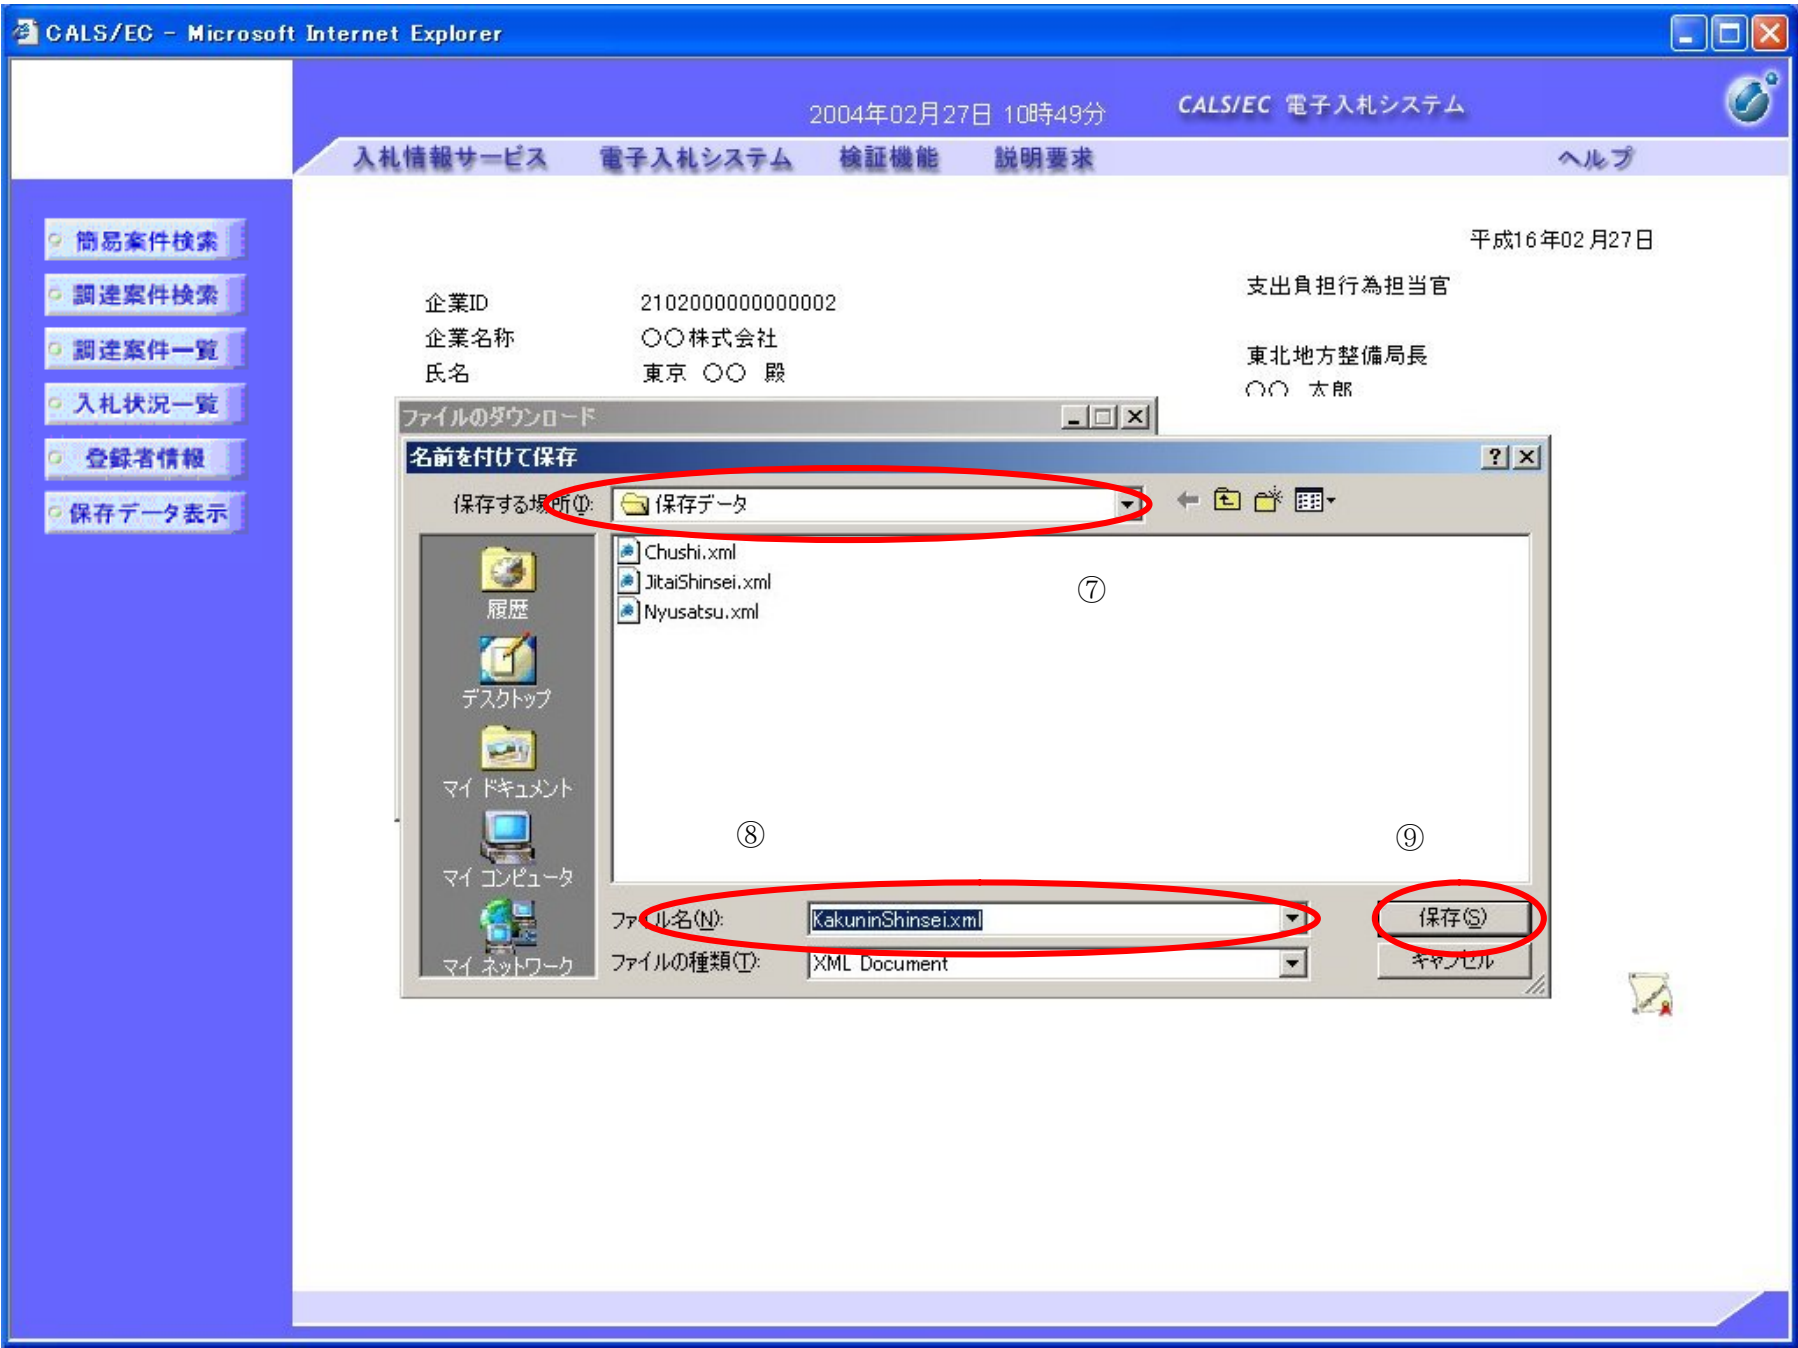 CALS/EC - Microsoft Internet Explorer
2004年02月27日 10時49分
CALS/EC 電子入札システム
入札情報サービス 電子入札システム 検証機能 説明要求 ヘルプ
簡易案件検索
調達案件検索
調達案件一覧
入札状況一覧
登録者情報
保存データ表示
平成16年02月27日
支出負担行為担当官
企業ID 2102000000000002
企業名称 〇〇株式会社
氏名 東京 〇〇 殿
東北地方整備局長
〇〇 太郎
ファイルのダウンロード
名前を付けて保存
保存する場所(I): 保存データ
Chushi.xml
JitaiShinsei.xml
Nyusatsu.xml
⑦
履歴
デスクトップ
マイ ドキュメント
マイ コンピュータ
マイ ネットワーク
⑧
⑨
ファイル名(N): KakuninShinsei.xml 保存(S)
ファイルの種類(T): XML Document キャンセル